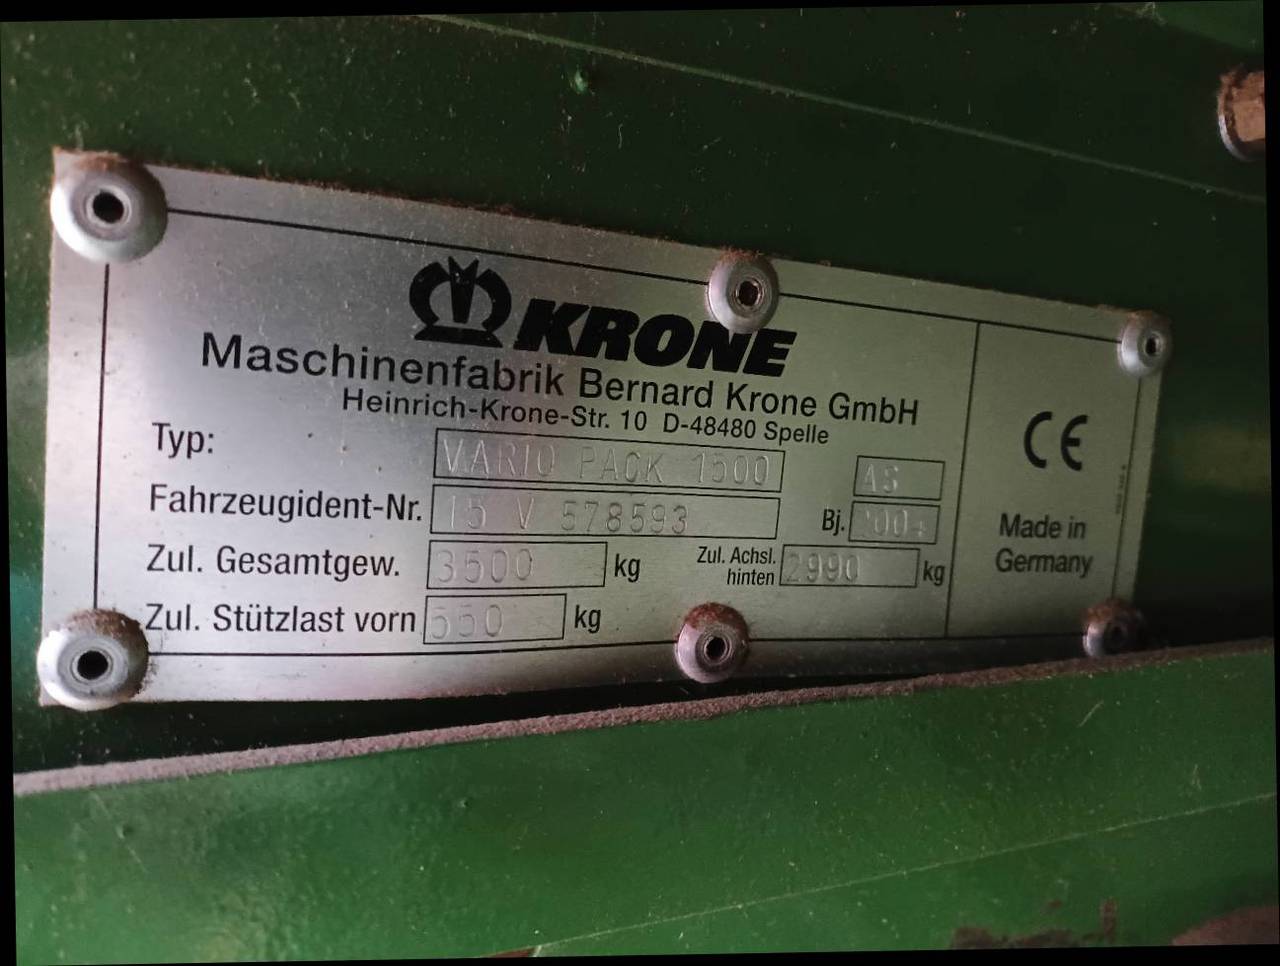 KRONE
Maschinenfabrik Bernard Krone GmbH
Heinrich-Krone-Str. 10 D-48480 Spelle
Typ: VARIO PACK 1500 AS
Fahrzeugident-Nr. 15 V 578593 Bj.
Zul. Gesamtgew. 3500 kg Zul. Achsl. hinten 2990 kg
Zul. Stützlast vorn 550 kg
CE
Made in
Germany